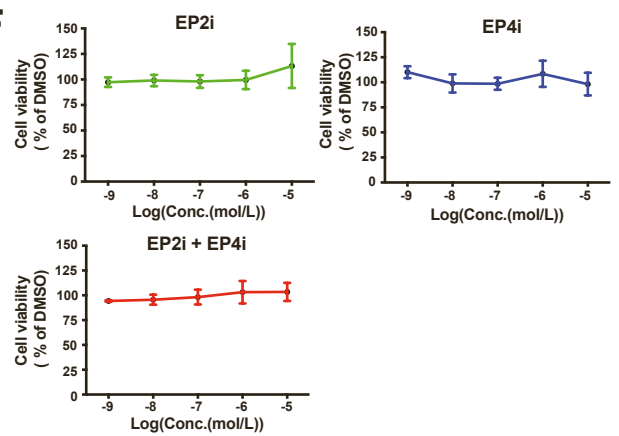 EP2i
Cell viability
( % of DMSO)
150
125
100
75
50
25
0
-9 -8 -7 -6 -5
Log(Conc.(mol/L))
EP4i
Cell viability
( % of DMSO)
150
125
100
75
50
25
0
-9 -8 -7 -6 -5
Log(Conc.(mol/L))
EP2i + EP4i
Cell viability
( % of DMSO)
150
125
100
75
50
25
0
-9 -8 -7 -6 -5
Log(Conc.(mol/L))